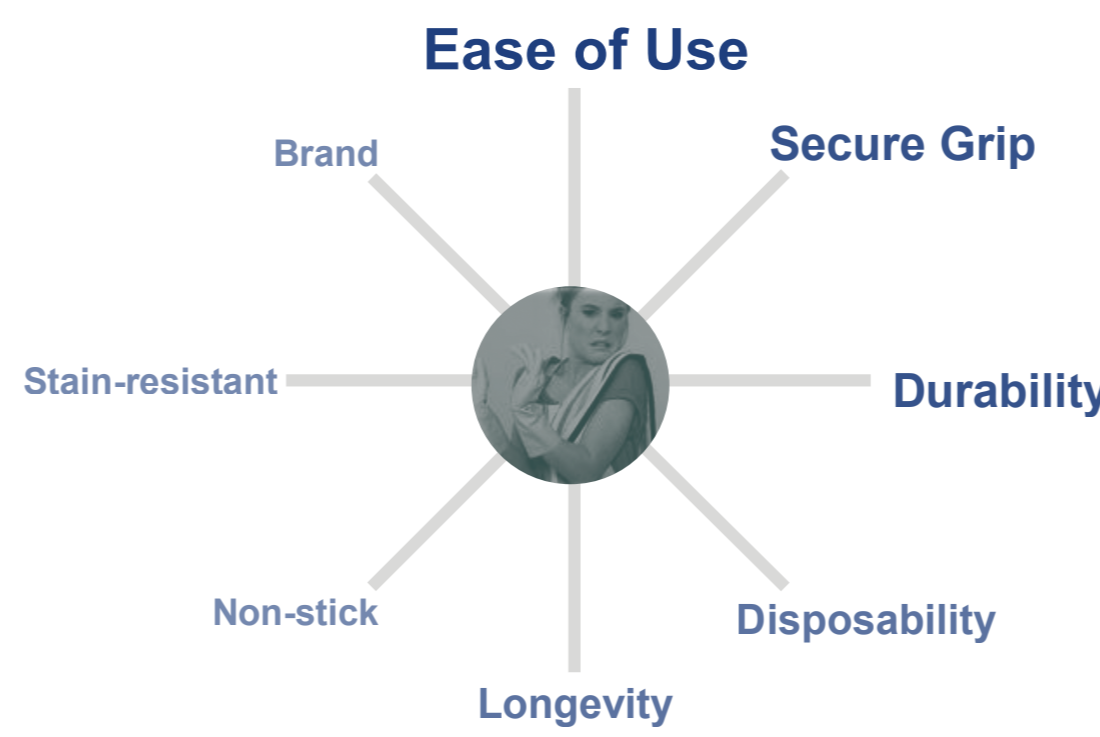 Ease of Use
Brand
Secure Grip
Stain-resistant
Durability
Non-stick
Disposability
Longevity